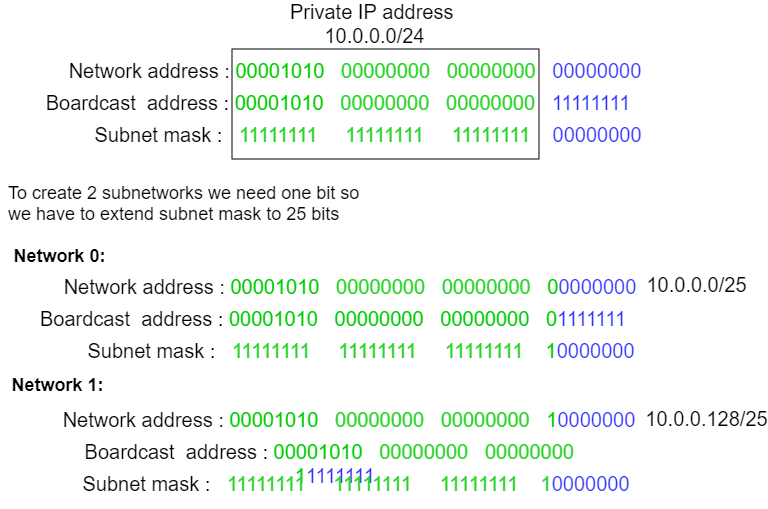 Private IP address
10.0.0.0/24
Network address : 00001010 00000000 00000000 00000000
Boardcast address : 00001010 00000000 00000000 11111111
Subnet mask : 11111111 11111111 11111111 00000000
To create 2 subnetworks we need one bit so
we have to extend subnet mask to 25 bits
Network 0:
Network address : 00001010 00000000 00000000 00000000 10.0.0.0/25
Boardcast address : 00001010 00000000 00000000 01111111
Subnet mask : 11111111 11111111 11111111 10000000
Network 1:
Network address : 00001010 00000000 00000000 10000000 10.0.0.128/25
Boardcast address : 00001010 00000000 00000000
11111111
Subnet mask : 11111111 11111111 11111111 10000000